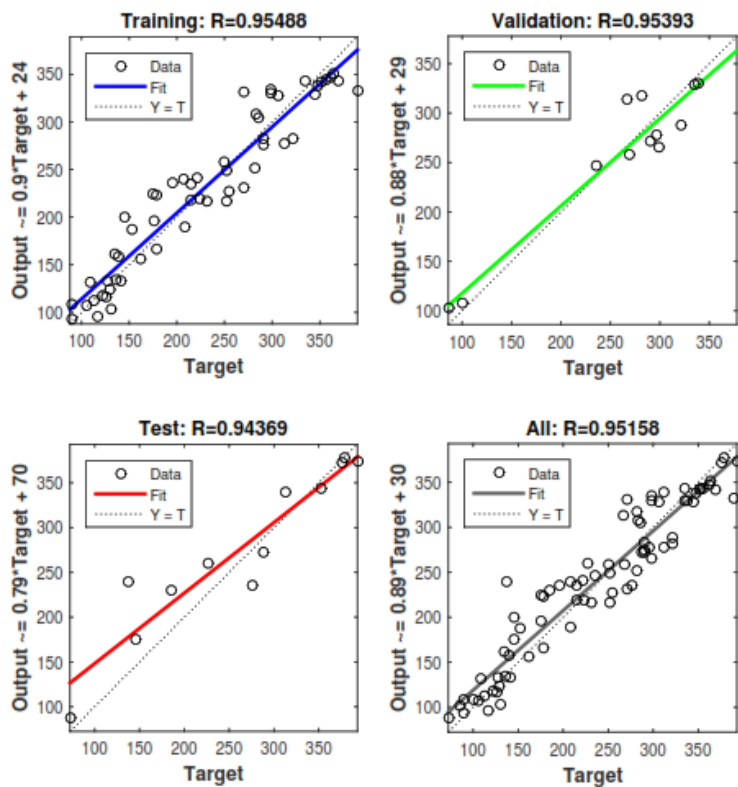 Training: R=0.95488
Output ~= 0.9*Target + 24
350
300
250
200
150
100
Data
Fit
Y = T
100 150 200 250 300 350
Target
Validation: R=0.95393
Output ~= 0.88*Target + 29
350
300
250
200
150
100
Data
Fit
Y = T
100 150 200 250 300 350
Target
Test: R=0.94369
Output ~= 0.79*Target + 70
350
300
250
200
150
100
Data
Fit
Y = T
100 150 200 250 300 350
Target
All: R=0.95158
Output ~= 0.89*Target + 30
350
300
250
200
150
100
Data
Fit
Y = T
100 150 200 250 300 350
Target